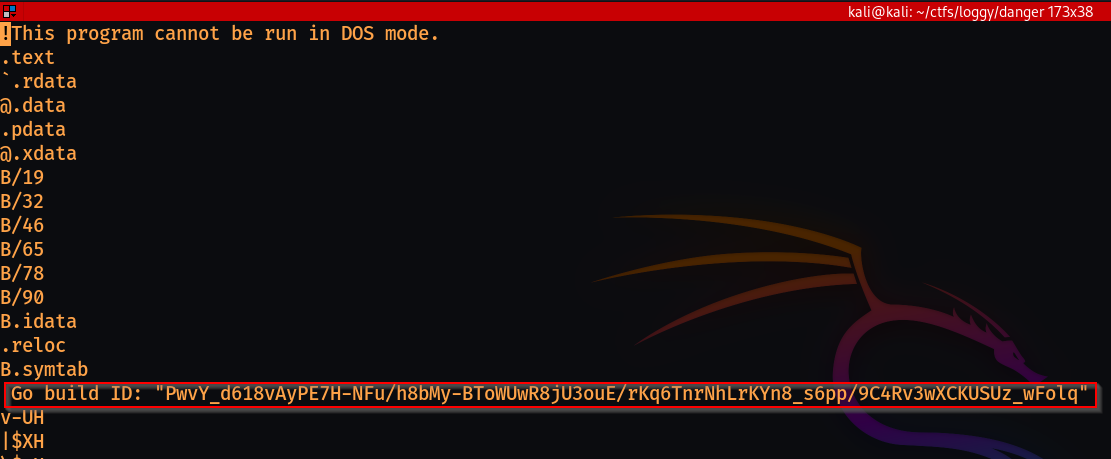 kali@kali: ~/ctfs/loggy/danger 173x38
!This program cannot be run in DOS mode.
.text
`.rdata
@.data
.pdata
@.xdata
B/19
B/32
B/46
B/65
B/78
B/90
B.idata
.reloc
B.symtab
Go build ID: "PwvY_d618vAyPE7H-NFu/h8bMy-BToWUwR8jU3ouE/rKq6TnrNhLrKYn8_s6pp/9C4Rv3wXCKUSUz_wFolq"
v-UH
|$XH